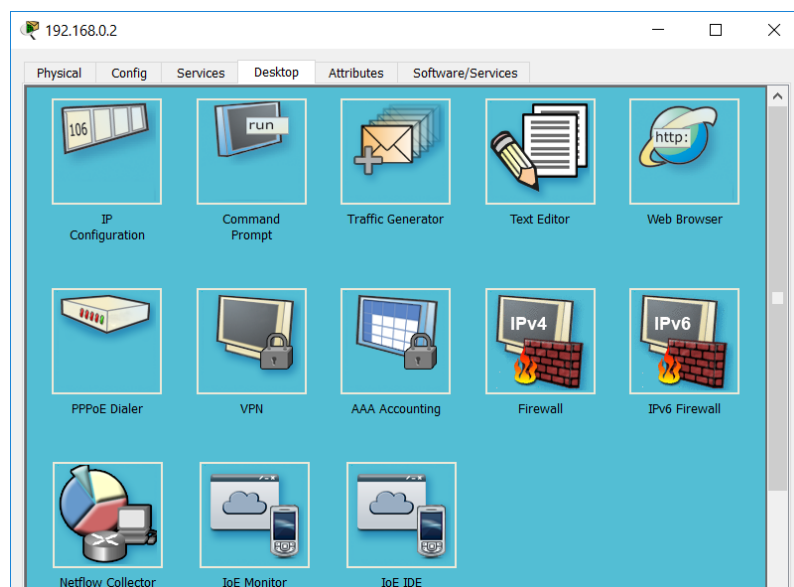 192.168.0.2
Physical Config Services Desktop Attributes Software/Services
106 run http:
IP Configuration
Command Prompt
Traffic Generator
Text Editor
Web Browser
IPv4 IPv6
PPPoE Dialer
VPN
AAA Accounting
Firewall
IPv6 Firewall
Netflow Collector
IoE Monitor
IoE IDE